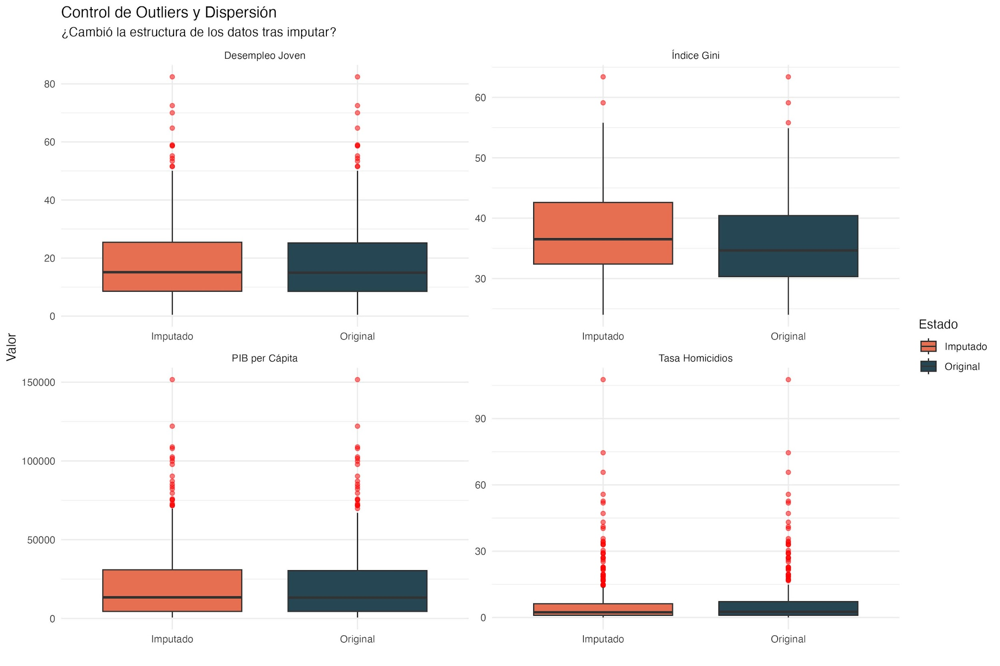 Control de Outliers y Dispersión
¿Cambió la estructura de los datos tras imputar?
Desempleo Joven
80
60
40
20
0
Imputado
Original
Índice Gini
60
50
40
30
Imputado
Original
Valor
PIB per Cápita
150000
100000
50000
0
Imputado
Original
Tasa Homicidios
90
60
30
0
Imputado
Original
Estado
Imputado
Original